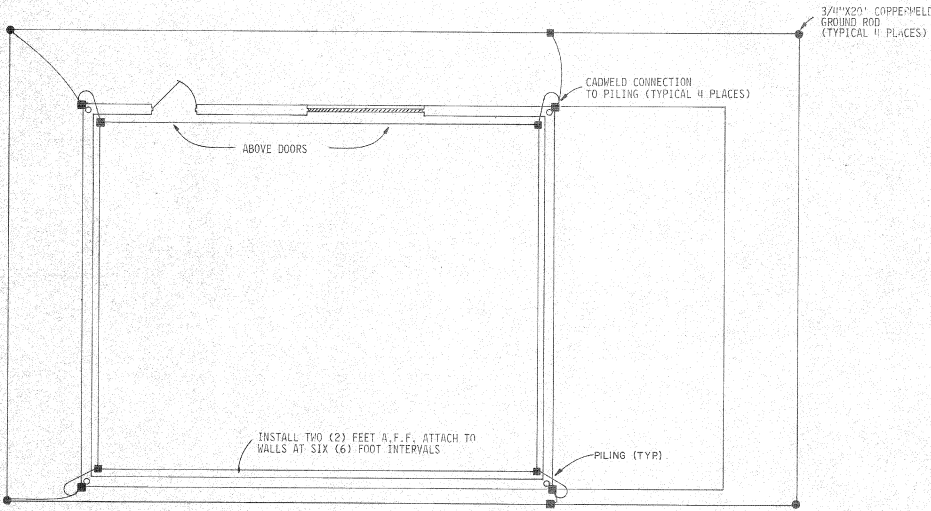 3/4"X20' COPPERWELD
GROUND ROD
(TYPICAL 4 PLACES)
CADWELD CONNECTION
TO PILING (TYPICAL 4 PLACES)
ABOVE DOORS
INSTALL TWO (2) FEET A.F.F. ATTACH TO
WALLS AT SIX (6) FOOT INTERVALS
PILING (TYP)